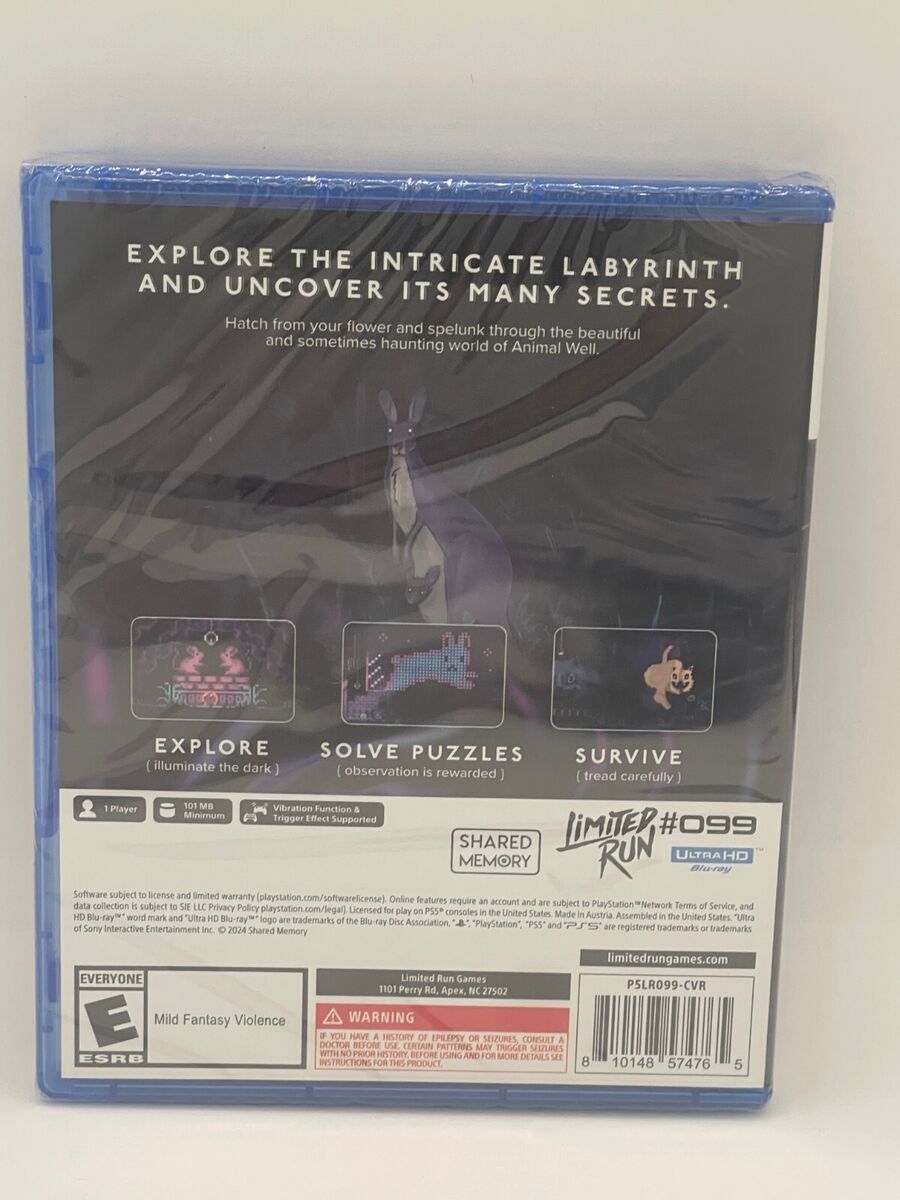 EXPLORE THE INTRICATE LABYRINTH
AND UNCOVER ITS MANY SECRETS.
Hatch from your flower and spelunk through the beautiful
and sometimes haunting world of Animal Well.
EXPLORE
[ illuminate the dark ]
SOLVE PUZZLES
[ observation is rewarded ]
SURVIVE
[ tread carefully ]
1 Player
101 MB
Minimum
Vibration Function &
Trigger Effect Supported
SHARED
MEMORY
LIMITED
RUN
#099
ULTRA HD™
Blu-ray
Software subject to license and limited warranty (playstation.com/softwarelicense). Online features require an account and are subject to PlayStation™Network Terms of Service, and
data collection is subject to SIE LLC Privacy Policy playstation.com/legal). Licensed for play on PS5® consoles in the United States. Made in Austria. Assembled in the United States. "Ultra
HD Blu-ray™" word mark and "Ultra HD Blu-ray™" logo are trademarks of the Blu-ray Disc Association. "", "PlayStation", "PS5" and "PS5" are registered trademarks or trademarks
of Sony Interactive Entertainment Inc. © 2024 Shared Memory
limitedrungames.com
EVERYONE
E
ESRB
Mild Fantasy Violence
Limited Run Games
1101 Perry Rd, Apex, NC 27502
WARNING
IF YOU HAVE A HISTORY OF EPILEPSY OR SEIZURES, CONSULT A
DOCTOR BEFORE USE. CERTAIN PATTERNS MAY TRIGGER SEIZURES
WITH NO PRIOR HISTORY. BEFORE USING AND FOR MORE DETAILS SEE
INSTRUCTIONS FOR THIS PRODUCT.
P5LR099-CVR
8 10148 57476 5